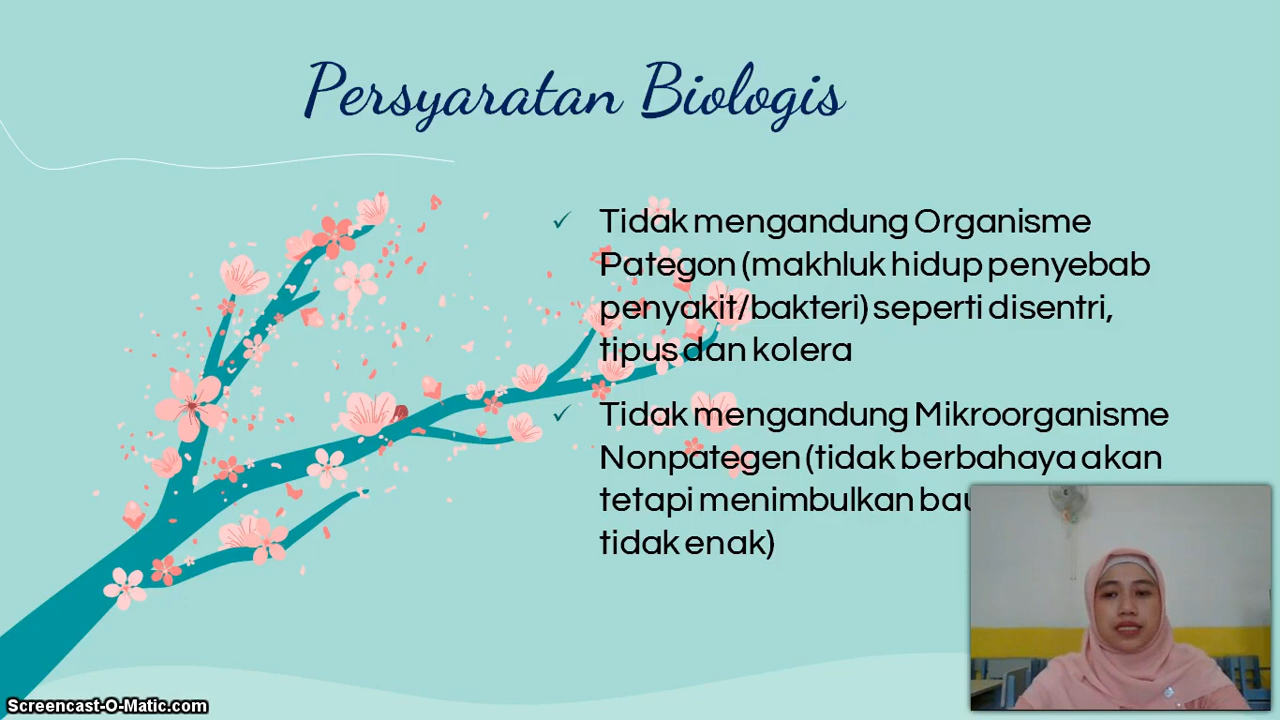 Persyaratan Biologis
✓ Tidak mengandung Organisme
Pategon (makhluk hidup penyebab
penyakit/bakteri) seperti disentri,
tipus dan kolera
✓ Tidak mengandung Mikroorganisme
Nonpategen (tidak berbahaya akan
tetapi menimbulkan bau
tidak enak)
Screencast-O-Matic.com